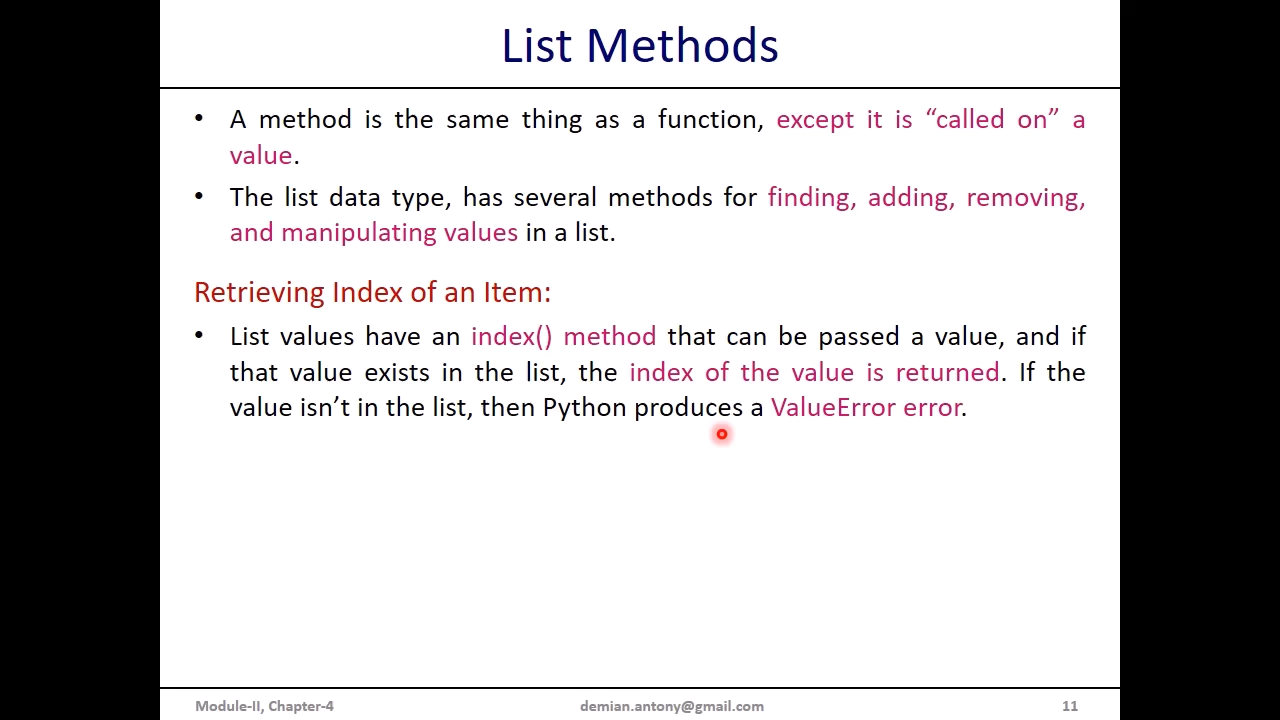 List Methods
• A method is the same thing as a function, except it is “called on” a
value.
• The list data type, has several methods for finding, adding, removing,
and manipulating values in a list.
Retrieving Index of an Item:
• List values have an index() method that can be passed a value, and if
that value exists in the list, the index of the value is returned. If the
value isn’t in the list, then Python produces a ValueError error.
Module-II, Chapter-4
demian.antony@gmail.com
11